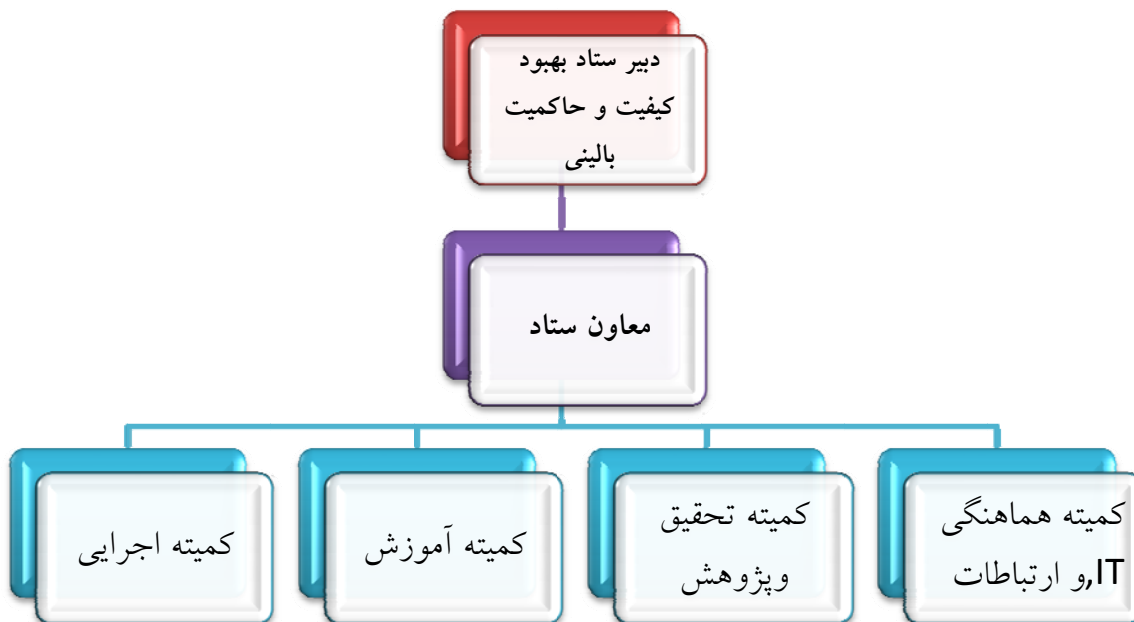 دبیر ستاد بهبود
کیفیت و حاکمیت
بالینی
معاون ستاد
کمیته هماهنگی
IT,و ارتباطات
کمیته تحقیق
وپژوهش
کمیته آموزش
کمیته اجرایی